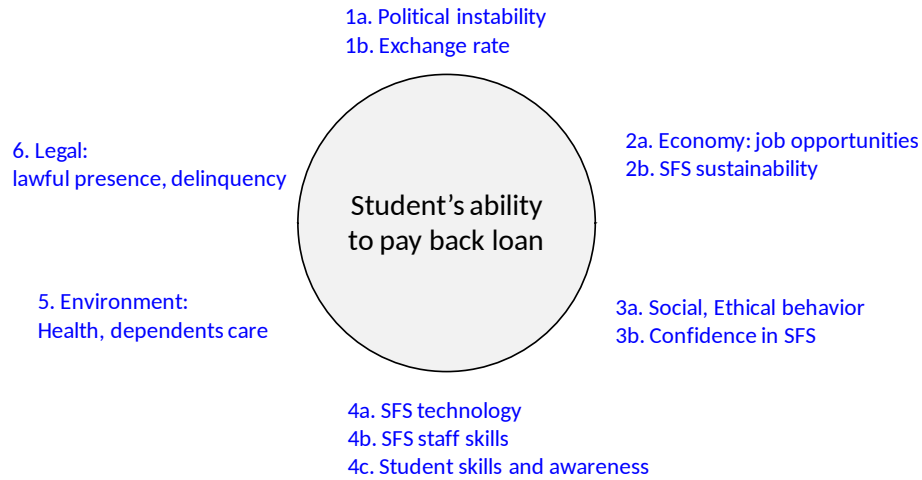 1a. Political instability
1b. Exchange rate
2a. Economy: job opportunities
2b. SFS sustainability
6. Legal:
lawful presence, delinquency
Student’s ability
to pay back loan
5. Environment:
Health, dependents care
3a. Social, Ethical behavior
3b. Confidence in SFS
4a. SFS technology
4b. SFS staff skills
4c. Student skills and awareness